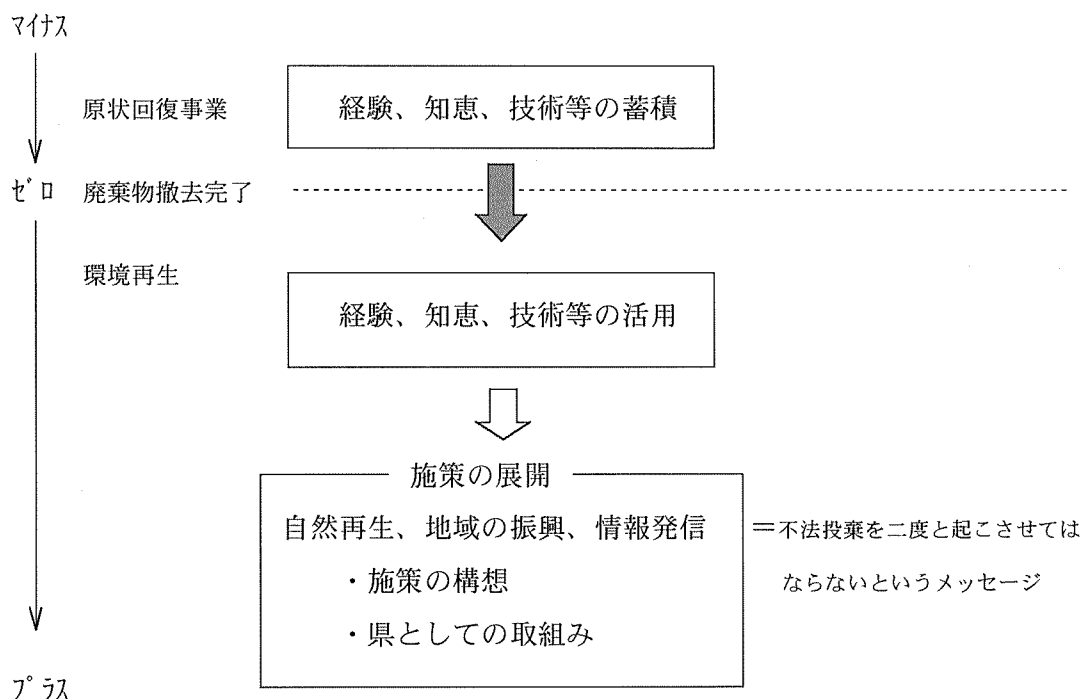 マイナス
原状回復事業
経験、知恵、技術等の蓄積
ゼロ 廃棄物撤去完了
環境再生
経験、知恵、技術等の活用
施策の展開
自然再生、地域の振興、情報発信
＝不法投棄を二度と起こさせては
・施策の構想
ならないというメッセージ
・県としての取組み
プラス